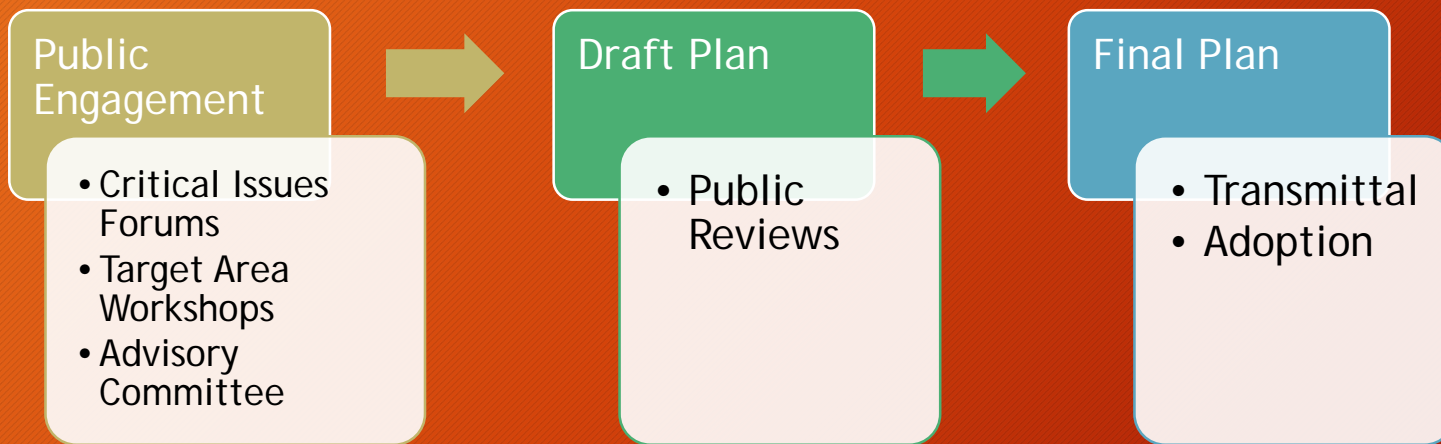 Public
Engagement
• Critical Issues
Forums
• Target Area
Workshops
• Advisory
Committee
Draft Plan
• Public
Reviews
Final Plan
• Transmittal
• Adoption